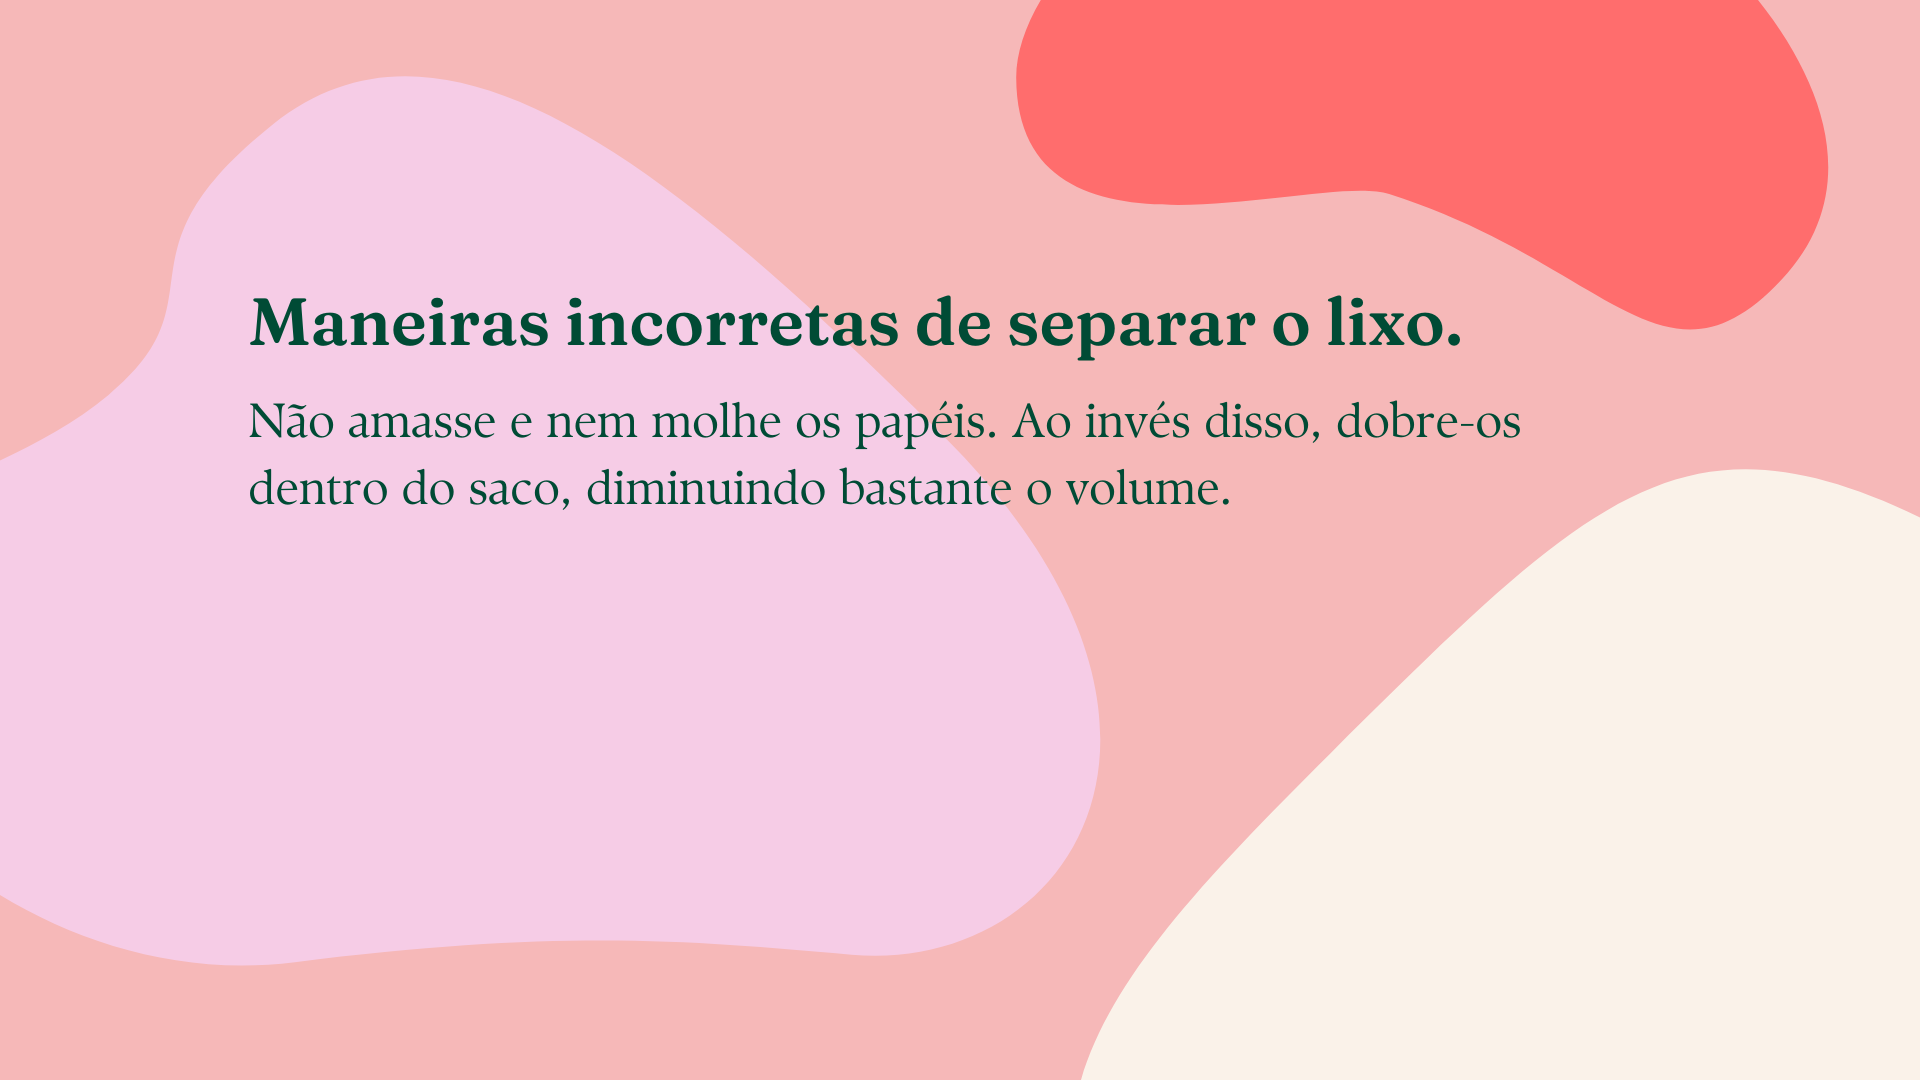 Maneiras incorretas de separar o lixo.
Não amasse e nem molhe os papéis. Ao invés disso, dobre-os
dentro do saco, diminuindo bastante o volume.